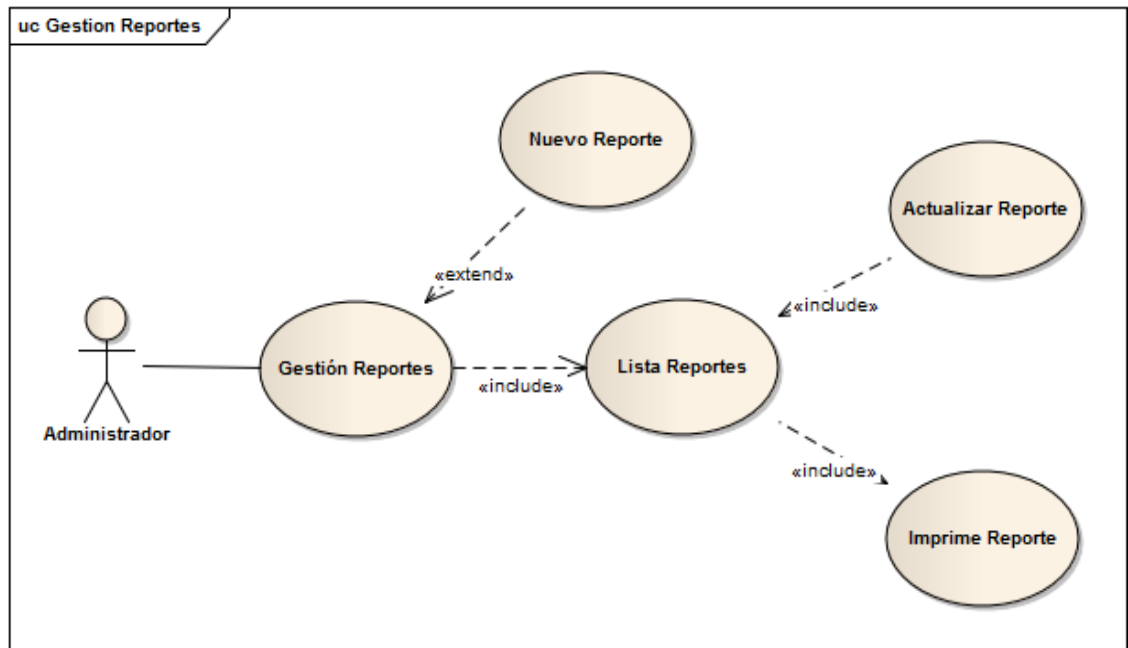 uc Gestion Reportes
Nuevo Reporte
Actualizar Reporte
«extend»
«include»
Gestión Reportes
«include»
Lista Reportes
Administrador
«include»
Imprime Reporte